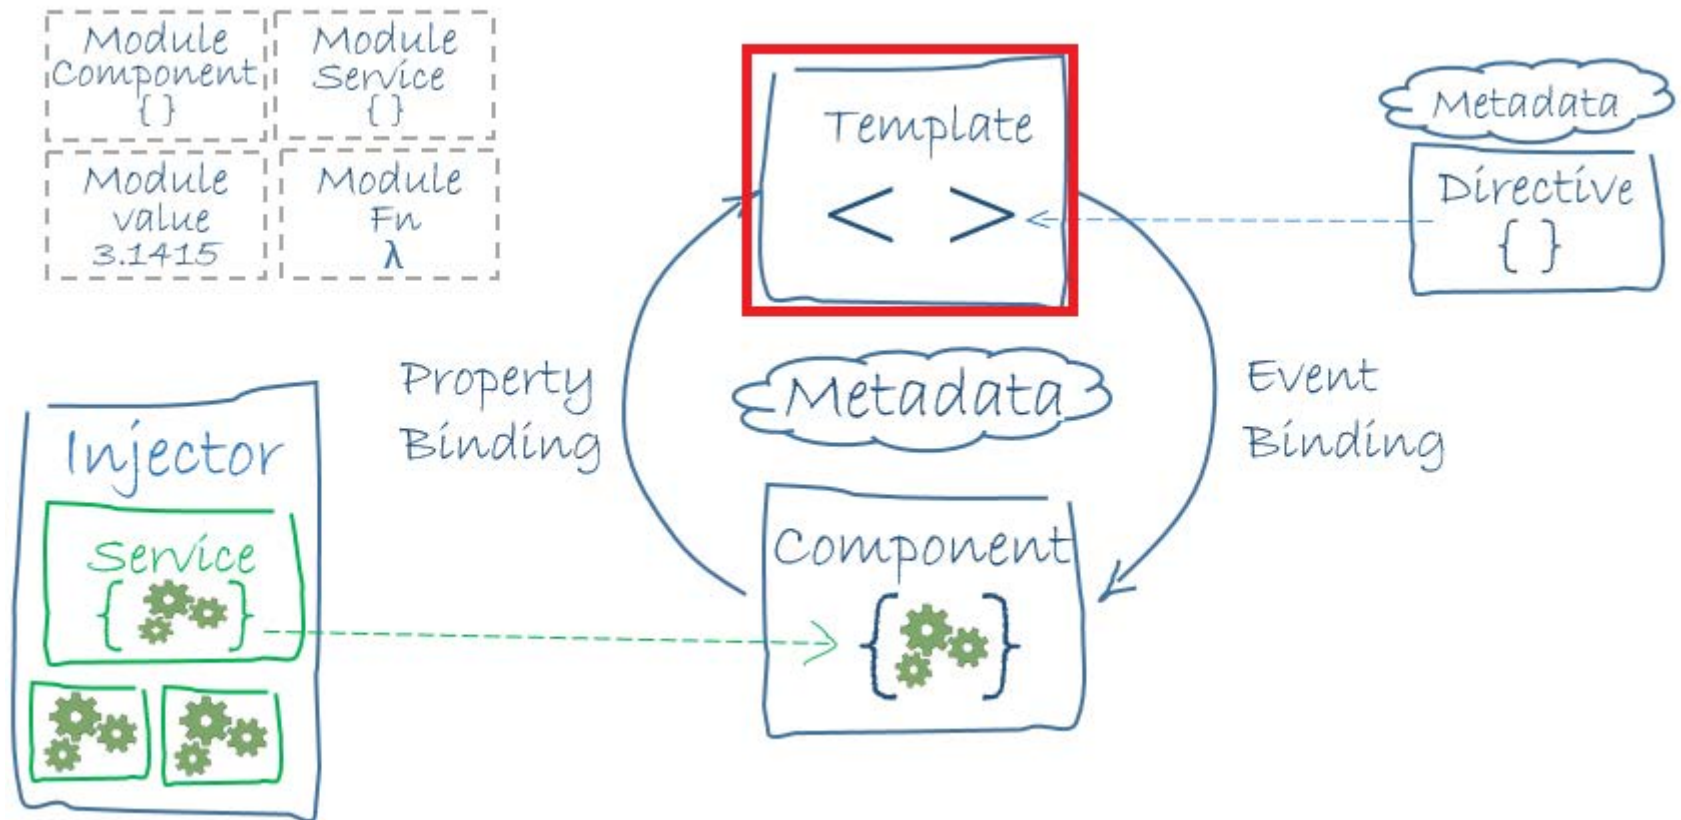 Module
Component
{ }
Module
Service
{ }
Module
value
3.1415
Module
Fn
λ
Template
< >
Metadata
Directive
{ }
Property
Binding
Metadata
Event
Binding
Injector
Service
{ }
Component
{ }